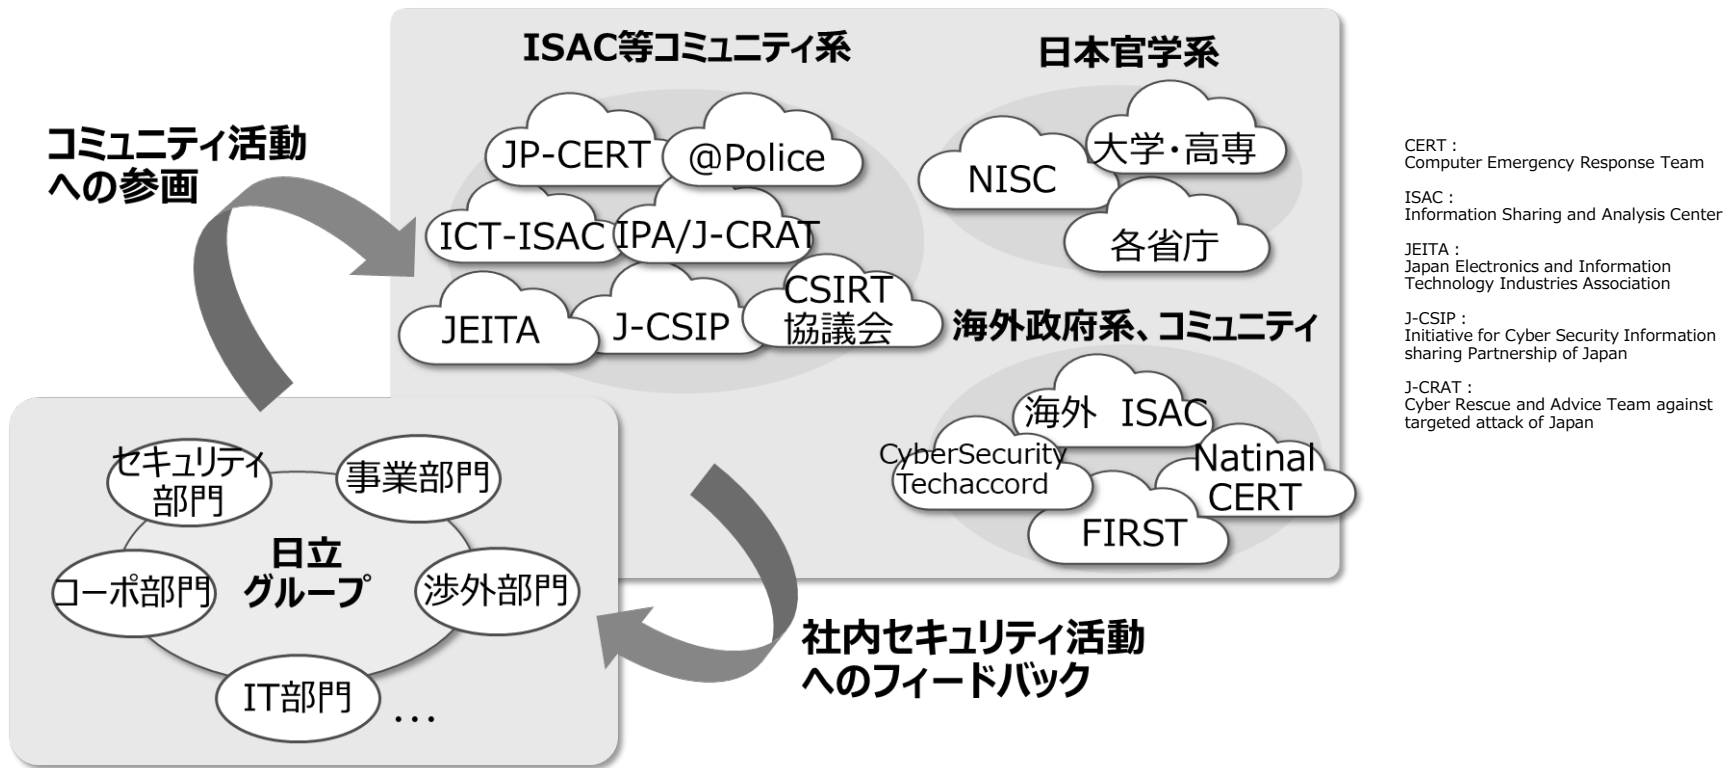 ISAC等コミュニティ系
日本官学系
コミュニティ活動
への参画
JP-CERT
@Police
ICT-ISAC
IPA/J-CRAT
JEITA
J-CSIP
CSIRT
協議会
NISC
大学・高専
各省庁
海外政府系、コミュニティ
海外 ISAC
CyberSecurity
Techaccord
Natinal
CERT
FIRST
セキュリティ
部門
事業部門
日立
グループ
コーポ部門
渉外部門
IT部門
...
社内セキュリティ活動
へのフィードバック
CERT：
Computer Emergency Response Team
ISAC：
Information Sharing and Analysis Center
JEITA：
Japan Electronics and Information
Technology Industries Association
J-CSIP：
Initiative for Cyber Security Information
sharing Partnership of Japan
J-CRAT：
Cyber Rescue and Advice Team against
targeted attack of Japan